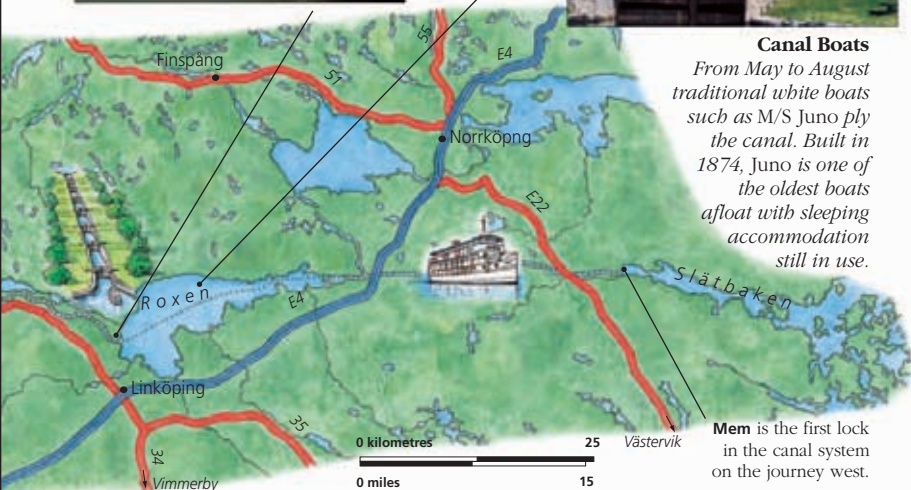 Finspång
51
55
E4
Norrköpng
E22
Roxen
E4
Slätbaken
Linköping
35
34
Vimmerby
Västervik
0 kilometres 25
0 miles 15
Canal Boats
From May to August
traditional white boats
such as M/S Juno ply
the canal. Built in
1874, Juno is one of
the oldest boats
afloat with sleeping
accommodation
still in use.
Mem is the first lock
in the canal system
on the journey west.